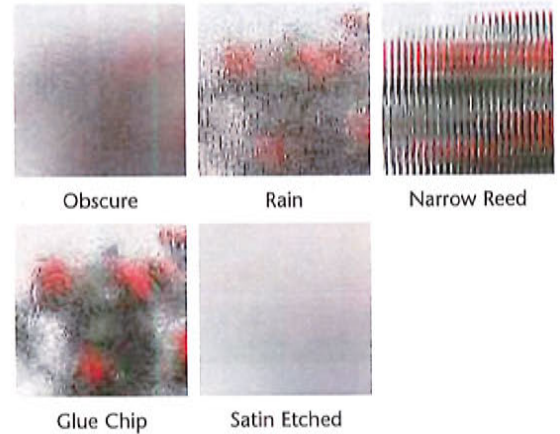 Obscure
Rain
Narrow Reed
Glue Chip
Satin Etched